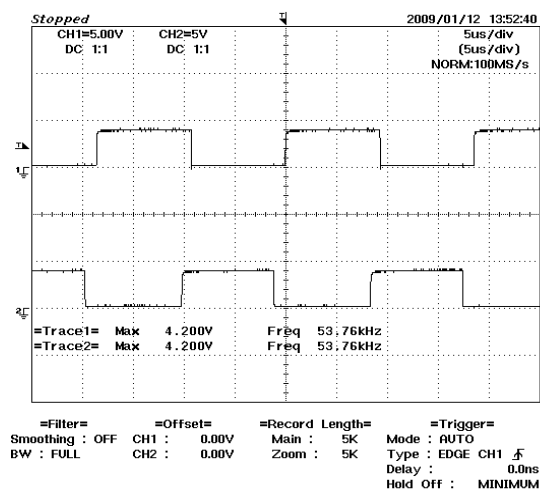 Stopped 2009/01/12 13:52:40
CH1=5.00V CH2=5V 5us/div
DC 1:1 DC 1:1 (5us/div)
NORM:100MS/s
T
T
1
2
=Trace1= Max 4.200V Freq 53.76kHz
=Trace2= Max 4.200V Freq 53.76kHz
=Filter= =Offset= =Record Length= =Trigger=
Smoothing : OFF CH1 : 0.00V Main : 5K Mode : AUTO
BW : FULL CH2 : 0.00V Zoom : 5K Type : EDGE CH1
Delay : 0.0ns
Hold Off : MINIMUM